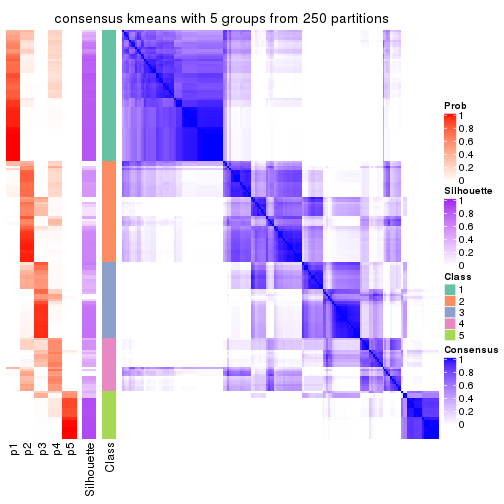 consensus kmeans with 5 groups from 250 partitions
Prob
1
0.8
0.6
0.4
0.2
0
Silhouette
1
0.8
0.6
0.4
0.2
0
Class
1
2
3
4
5
Consensus
1
0.8
0.6
0.4
0.2
0
p1
p2
p3
p4
p5
Silhouette
Class